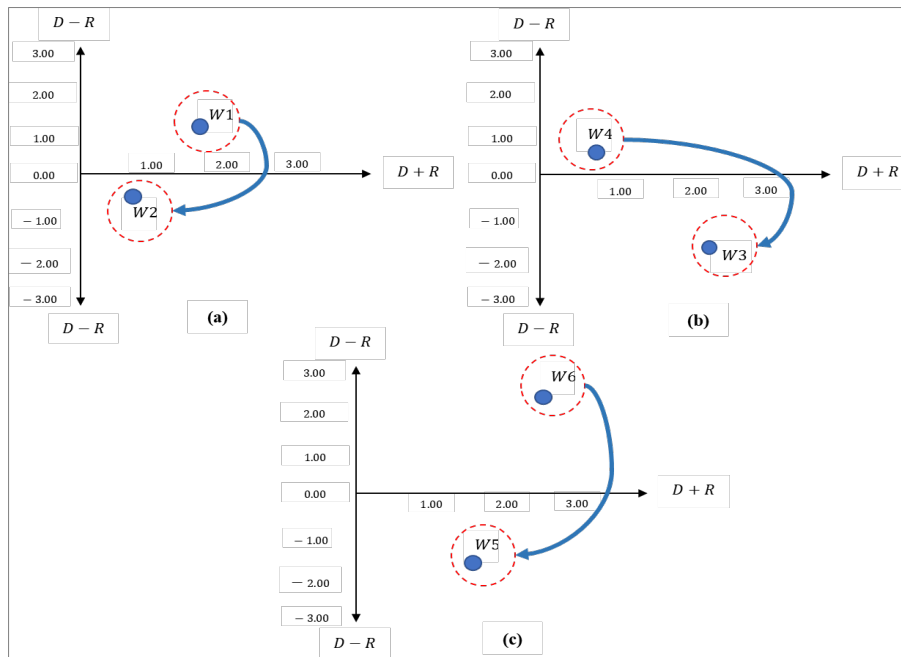 D − R
3.00
2.00
W1
1.00
1.00 2.00 3.00
0.00
D + R
W2
− 1.00
− 2.00
− 3.00
(a)
D − R
D − R
3.00
2.00
W4
1.00
0.00
D + R
1.00 2.00 3.00
− 1.00
W3
− 2.00
− 3.00
(b)
D − R
D − R
W6
3.00
2.00
1.00
0.00
D + R
1.00 2.00 3.00
− 1.00
W5
− 2.00
− 3.00
(c)
D − R